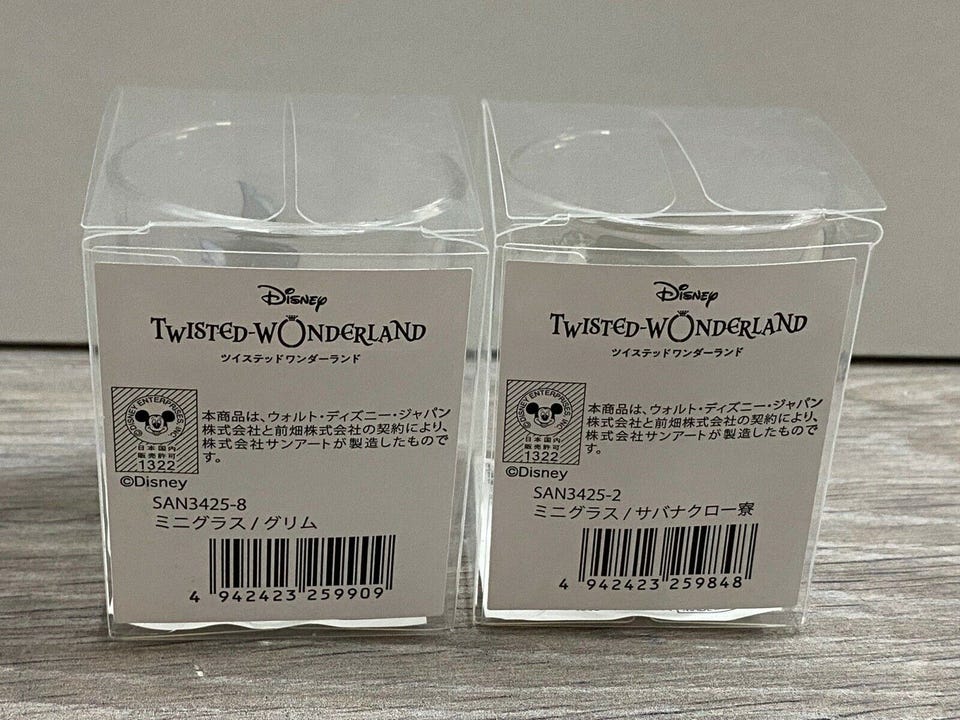 Disney
TWISTED-WONDERLAND
ツイステッドワンダーランド
©DISNEY ENTERPRISES, INC.
日本国内
販売許可
1322
本商品は、ウォルト・ディズニー・ジャパン
株式会社と前畑株式会社の契約により、
株式会社サンアートが製造したもので
す。
©Disney
SAN3425-8
ミニグラス/グリム
4 942423 259909
Disney
TWISTED-WONDERLAND
ツイステッドワンダーランド
©DISNEY ENTERPRISES, INC.
日本国内
販売許可
1322
本商品は、ウォルト・ディズニー・ジャパン
株式会社と前畑株式会社の契約により、
株式会社サンアートが製造したもので
す。
©Disney
SAN3425-2
ミニグラス/サバナクロー寮
4 942423 259848